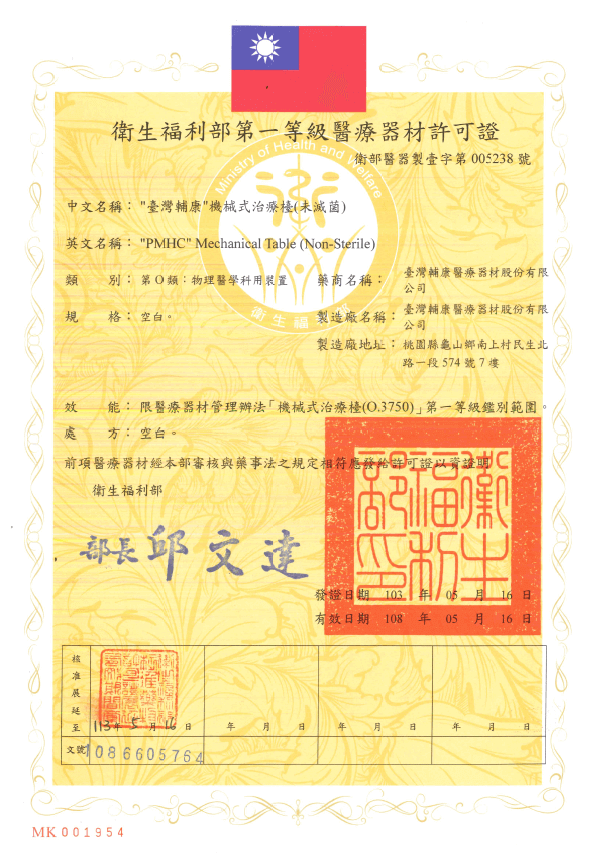 衛生福利部第一等級醫療器材許可證
衛部醫器製壹字第 005238 號
Ministry of Health and Welfare
中文名稱： "臺灣輔康"機械式治療檯(未滅菌)
英文名稱： "PMHC" Mechanical Table (Non-Sterile)
類　別： 第 O 類：物理醫學科用裝置　藥商名稱： 臺灣輔康醫療器材股份有限
公司
規　格： 空白。　製造廠名稱： 臺灣輔康醫療器材股份有限
公司
衛生福
製造廠地址： 桃園縣龜山鄉南上村民生北
路一段 574 號 7 樓
效　能： 限醫療器材管理辦法「機械式治療檯(O.3750)」第一等級鑑別範圍。
處　方： 空白。
前項醫療器材經本部審核與藥事法之規定相符應發給許可證以資證明
衛生福利部
部長 邱文達
衛生福利部印
發證日期 103 年 05 月 16 日
有效日期 108 年 05 月 16 日
核准展延至 113年 5 月 16 日　年　月　日　年　月　日　年　月　日
文號 1086605764
MK 001954